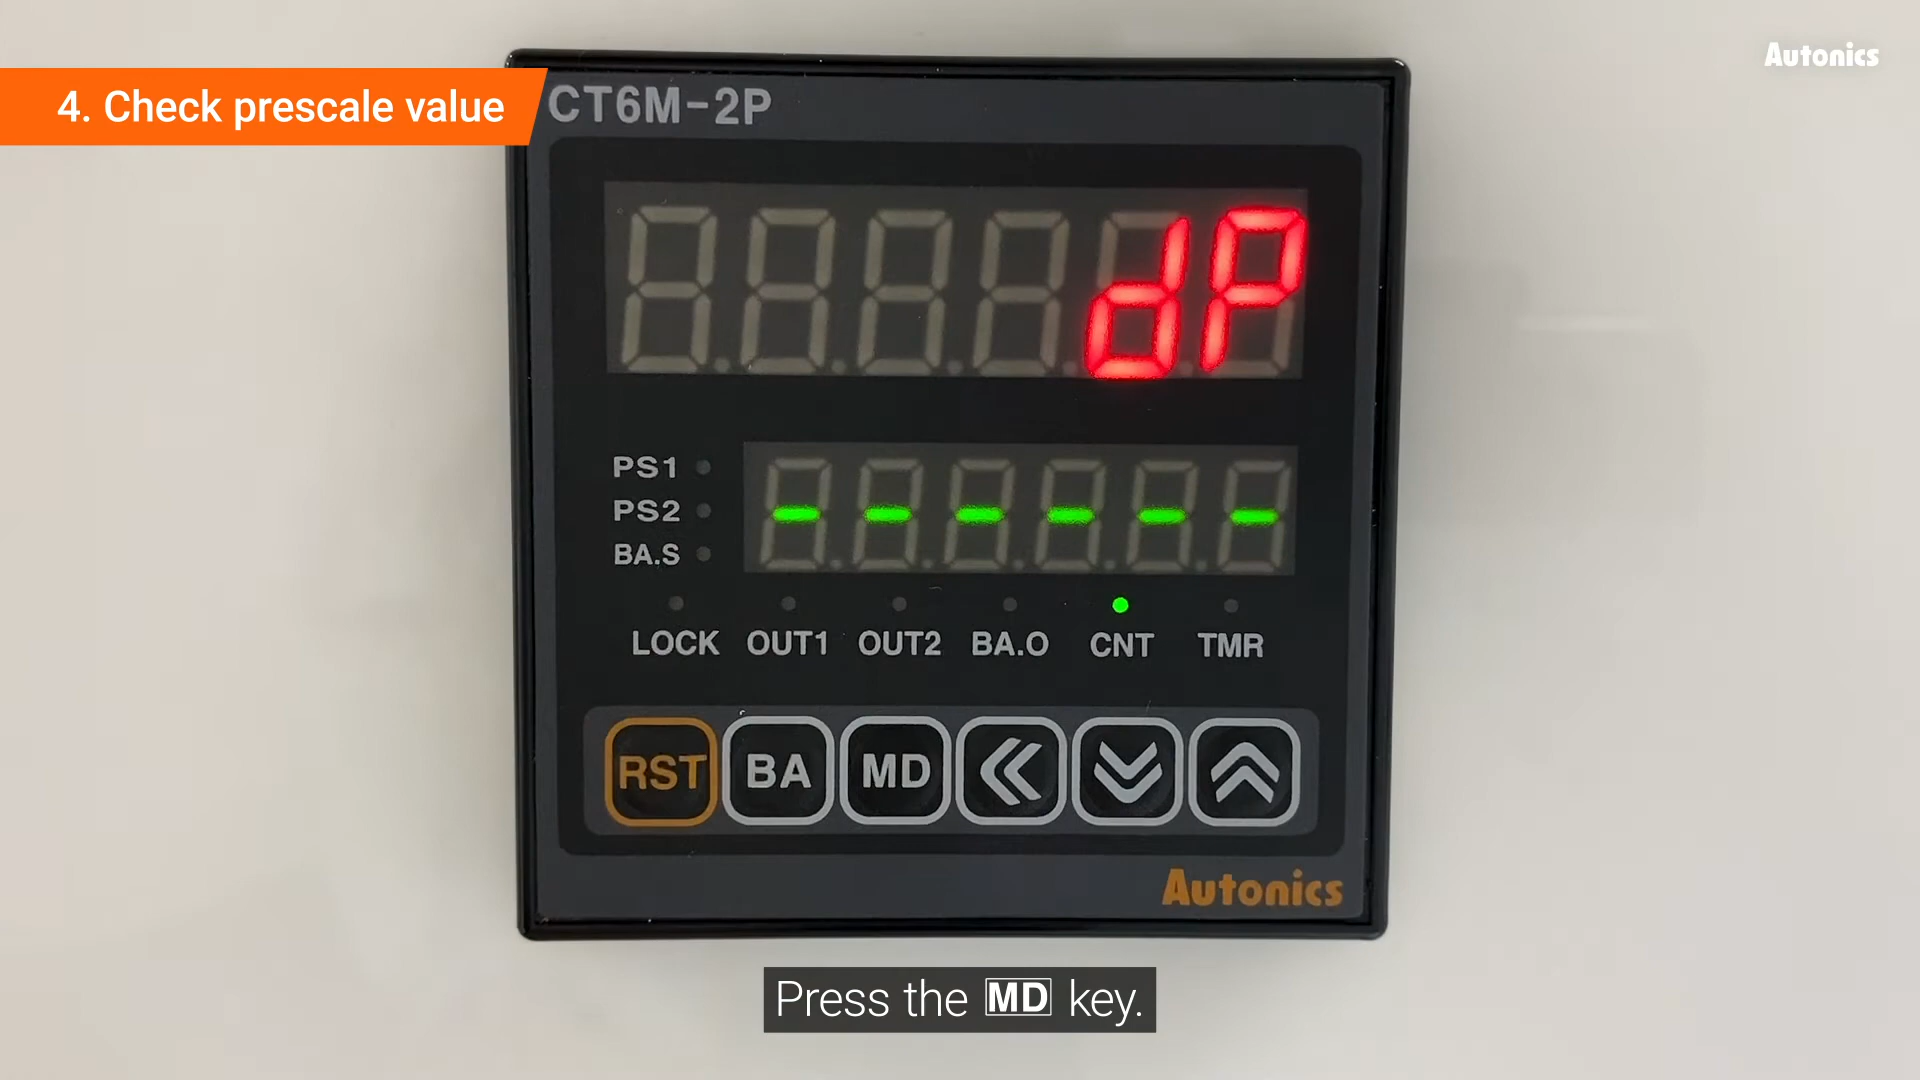 Autonics
4. Check prescale value
CT6M-2P
dP
PS1
PS2
BA.S
------
LOCK OUT1 OUT2 BA.O CNT TMR
RST BA MD
Autonics
Press the MD key.